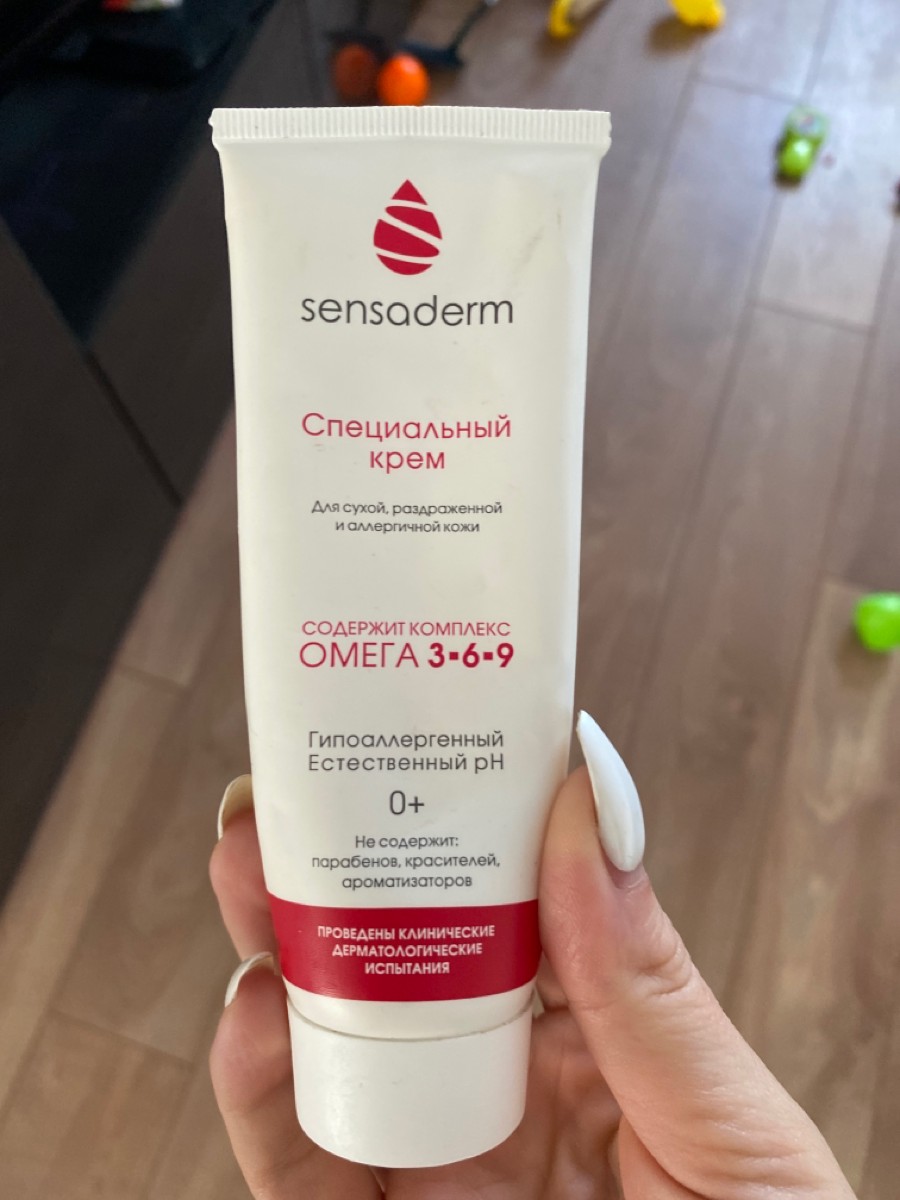 sensaderm
Специальный
крем
Для сухой, раздраженной
и аллергичной кожи
СОДЕРЖИТ КОМПЛЕКС
ОМЕГА 3▪6▪9
Гипоаллергенный
Естественный pH
0+
Не содержит:
парабенов, красителей,
ароматизаторов
ПРОВЕДЕНЫ КЛИНИЧЕСКИЕ
ДЕРМАТОЛОГИЧЕСКИЕ
ИСПЫТАНИЯ